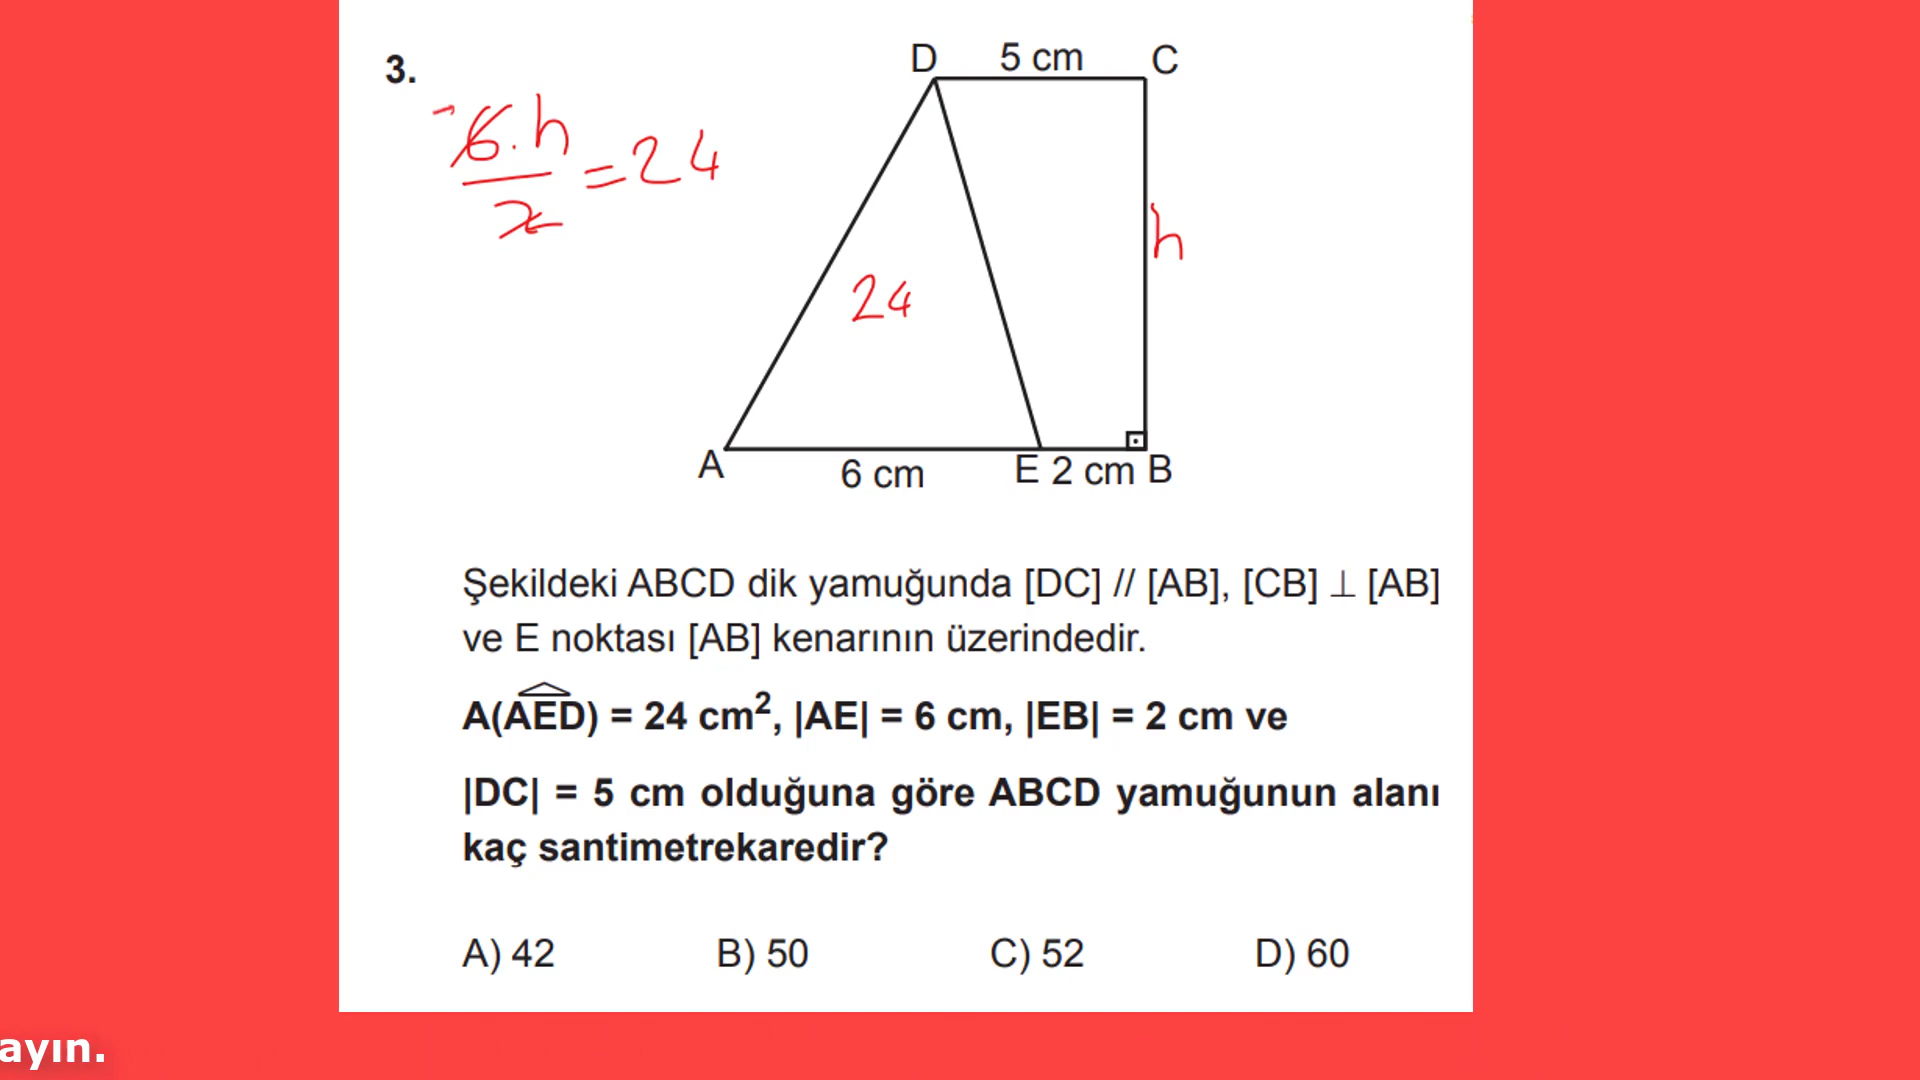 3.
D 5 cm C
6.h
2
=24
h
24
A 6 cm E 2 cm B
Şekildeki ABCD dik yamuğunda [DC] // [AB], [CB] ⊥ [AB]
ve E noktası [AB] kenarının üzerindedir.
A(AED) = 24 cm², |AE| = 6 cm, |EB| = 2 cm ve
|DC| = 5 cm olduğuna göre ABCD yamuğunun alanı
kaç santimetrekaredir?
A) 42 B) 50 C) 52 D) 60
ayın.